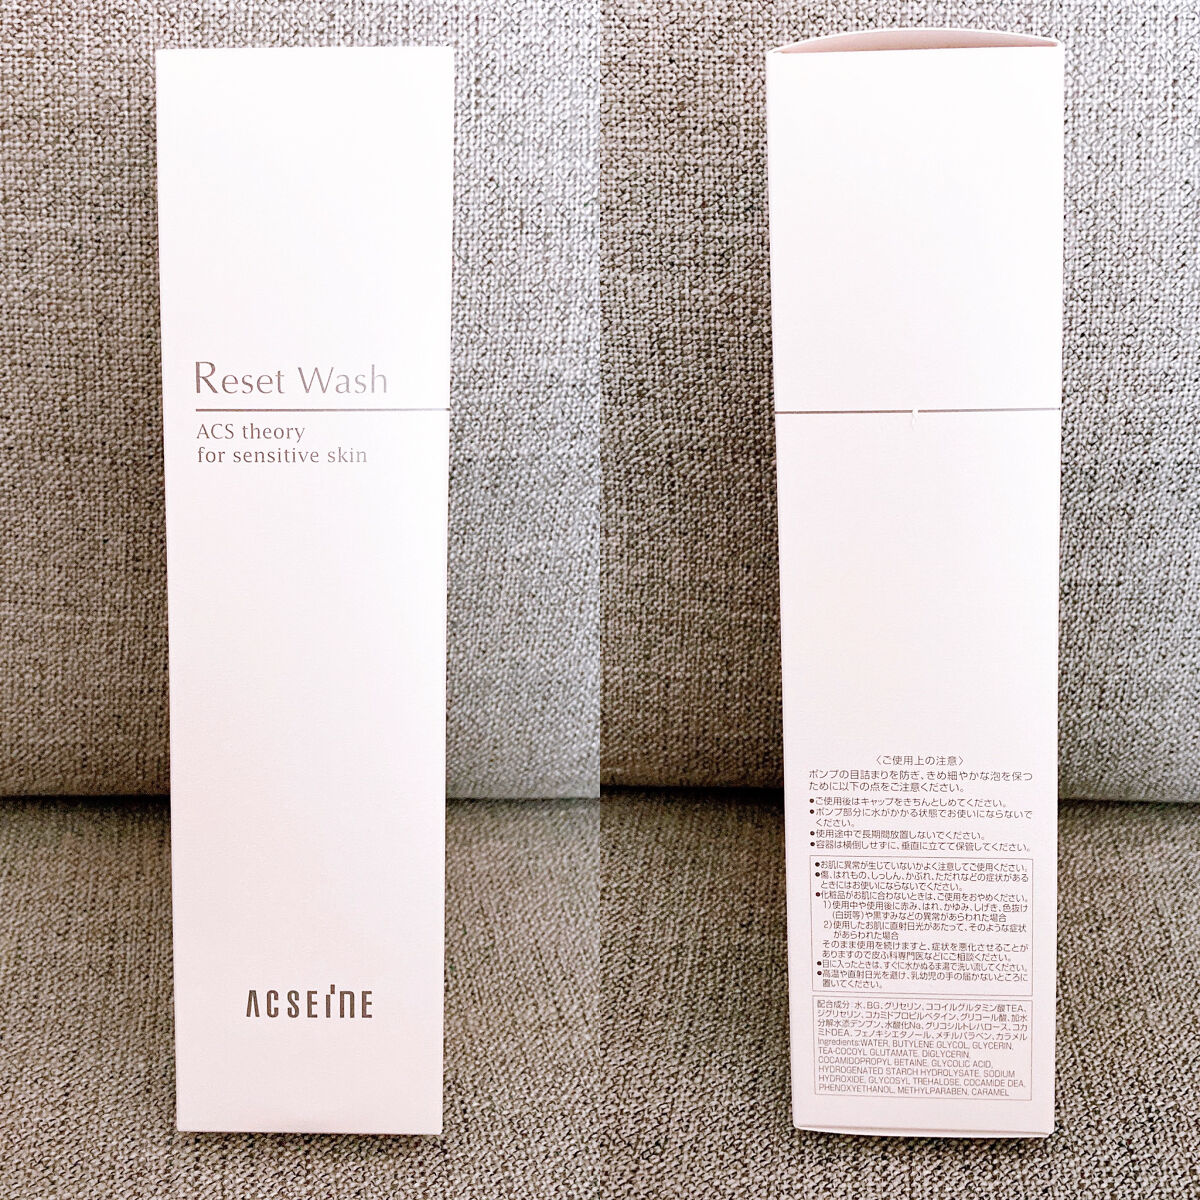 Reset Wash
ACS theory
for sensitive skin
ACSEINE
〈ご使用上の注意〉
ポンプの目詰まりを防ぎ、きめ細やかな泡を保つ
ために以下の点をご注意ください。
●ご使用後はキャップをきちんとしめてください。
●ポンプ部分に水がかかる状態でお使いにならないで
ください。
●使用途中で長期間放置しないでください。
●容器は横倒しせずに、垂直に立てて保管してください。
●お肌に異常が生じていないかよく注意してご使用ください。
●傷、はれもの、しっしん、かぶれ、ただれなどの症状がある
ときにはお使いにならないでください。
●化粧品がお肌に合わないときは、ご使用をおやめください。
1)使用中や使用後に赤み、はれ、かゆみ、しげき、色抜け
(白斑等)や黒ずみなどの異常があらわれた場合
2)使用したお肌に直射日光があたって、そのような症状
があらわれた場合
そのまま使用を続けますと、症状を悪化させることが
ありますので皮ふ科専門医などにご相談ください。
●目に入ったときは、すぐに水かぬるま湯で洗い流してください。
●高温や直射日光を避け、乳幼児の手の届かないところに
置いてください。
配合成分:水、BG、グリセリン、ココイルグルタミン酸TEA、
ジグリセリン、コカミドプロピルベタイン、グリコール酸、加水
分解水添デンプン、水酸化Na、グリコシルトレハロース、コカ
ミドDEA、フェノキシエタノール、メチルパラベン、カラメル
Ingredients:WATER, BUTYLENE GLYCOL, GLYCERIN,
TEA-COCOYL GLUTAMATE, DIGLYCERIN,
COCAMIDOPROPYL BETAINE, GLYCOLIC ACID,
HYDROGENATED STARCH HYDROLYSATE, SODIUM
HYDROXIDE, GLYCOSYL TREHALOSE, COCAMIDE DEA,
PHENOXYETHANOL, METHYLPARABEN, CARAMEL